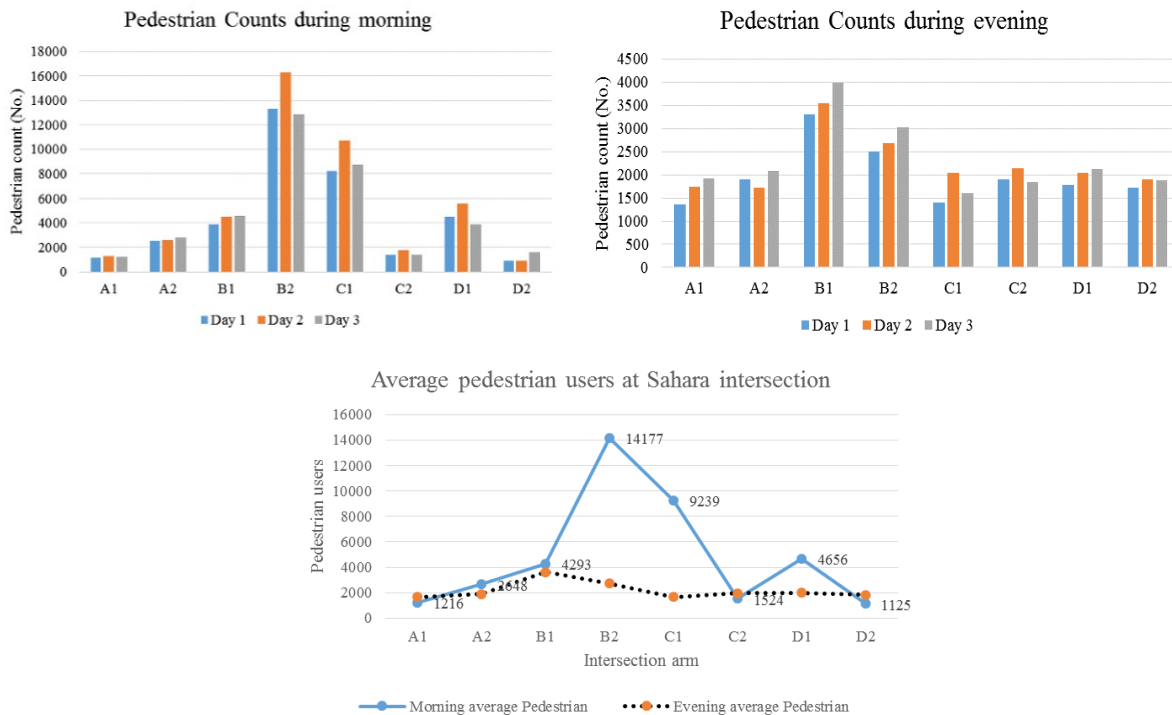 Pedestrian Counts during morning
Pedestrian count (No.)
18000
16000
14000
12000
10000
8000
6000
4000
2000
0
A1 A2 B1 B2 C1 C2 D1 D2
Day 1 Day 2 Day 3
Pedestrian Counts during evening
Pedestrian count (No.)
4500
4000
3500
3000
2500
2000
1500
1000
500
0
A1 A2 B1 B2 C1 C2 D1 D2
Day 1 Day 2 Day 3
Average pedestrian users at Sahara intersection
Pedestrian users
16000
14000
12000
10000
8000
6000
4000
2000
0
1216
2648
4293
14177
9239
1524
4656
1125
A1 A2 B1 B2 C1 C2 D1 D2
Intersection arm
Morning average Pedestrian Evening average Pedestrian